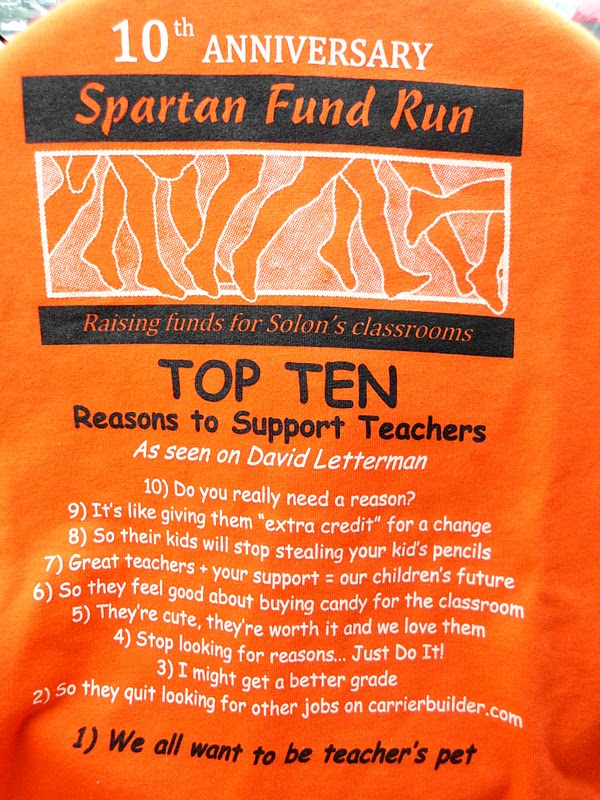 10th ANNIVERSARY
Spartan Fund Run
Raising funds for Solon's classrooms
TOP TEN
Reasons to Support Teachers
As seen on David Letterman
10) Do you really need a reason?
9) It's like giving them "extra credit" for a change
8) So their kids will stop stealing your kid's pencils
7) Great teachers + your support = our children's future
6) So they feel good about buying candy for the classroom
5) They're cute, they're worth it and we love them
4) Stop looking for reasons... Just Do It!
3) I might get a better grade
2) So they quit looking for other jobs on carrierbuilder.com
1) We all want to be teacher's pet